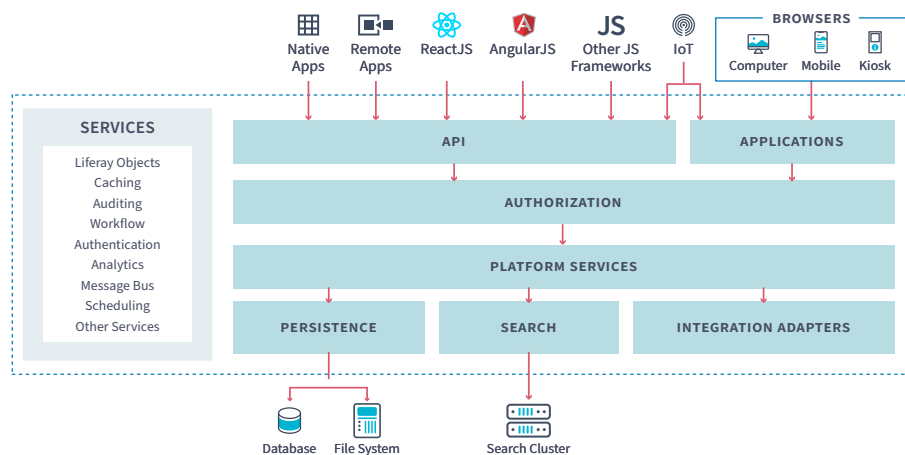 BROWSERS
JS
Native
Apps
Remote
Apps
ReactJS
AngularJS
Other JS
Frameworks
IoT
Computer
Mobile
Kiosk
SERVICES
Liferay Objects
Caching
Auditing
Workflow
Authentication
Analytics
Message Bus
Scheduling
Other Services
API
APPLICATIONS
AUTHORIZATION
PLATFORM SERVICES
PERSISTENCE
SEARCH
INTEGRATION ADAPTERS
Database
File System
Search Cluster